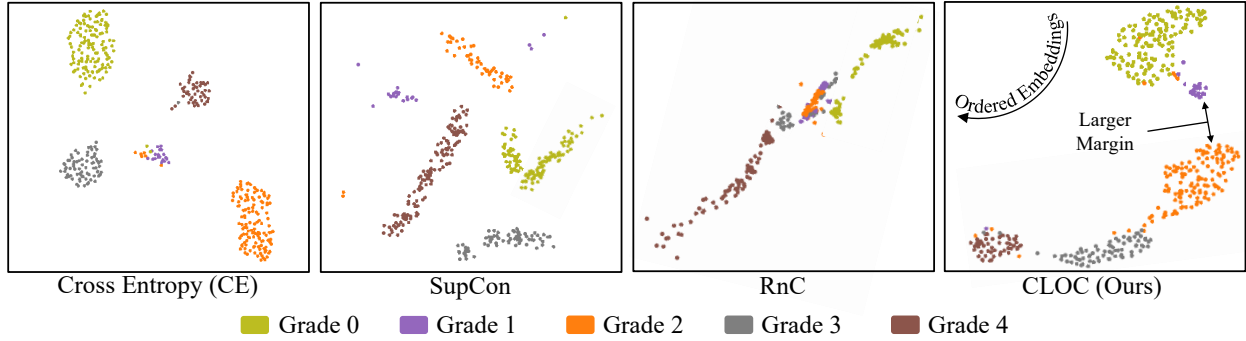 Ordered Embeddings
Larger
Margin
Cross Entropy (CE)
SupCon
RnC
CLOC (Ours)
Grade 0
Grade 1
Grade 2
Grade 3
Grade 4